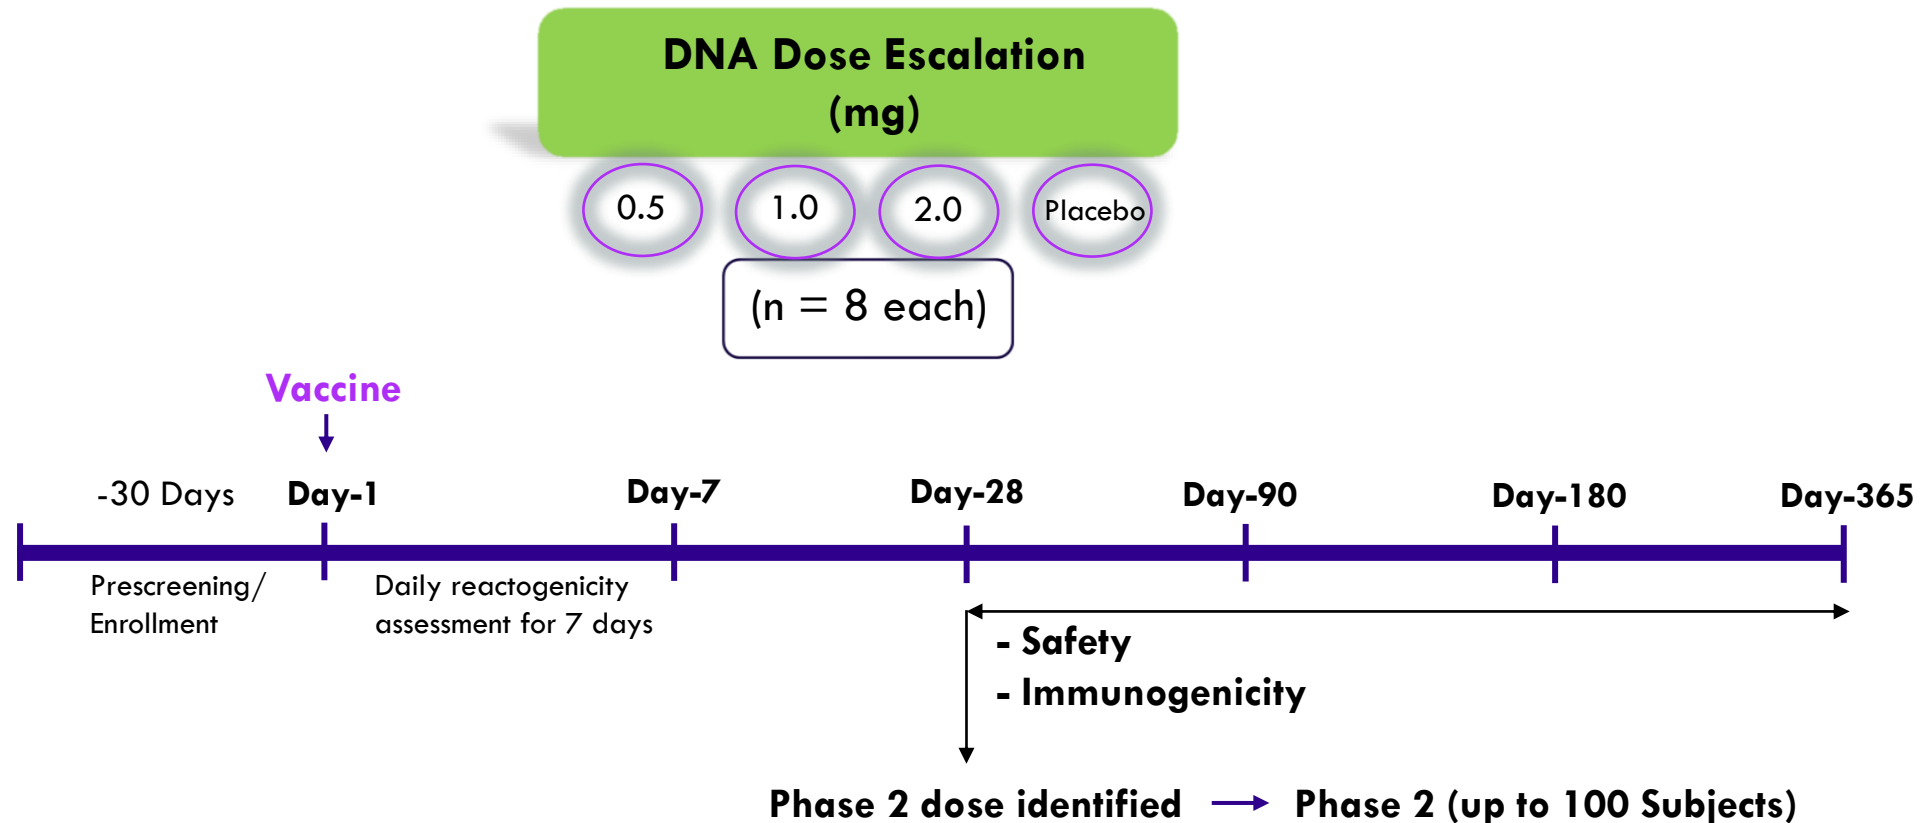 DNA Dose Escalation
(mg)
0.5
1.0
2.0
Placebo
(n = 8 each)
Vaccine
-30 Days
Day-1
Day-7
Day-28
Day-90
Day-180
Day-365
Prescreening/
Enrollment
Daily reactogenicity
assessment for 7 days
- Safety
- Immunogenicity
Phase 2 dose identified
Phase 2 (up to 100 Subjects)